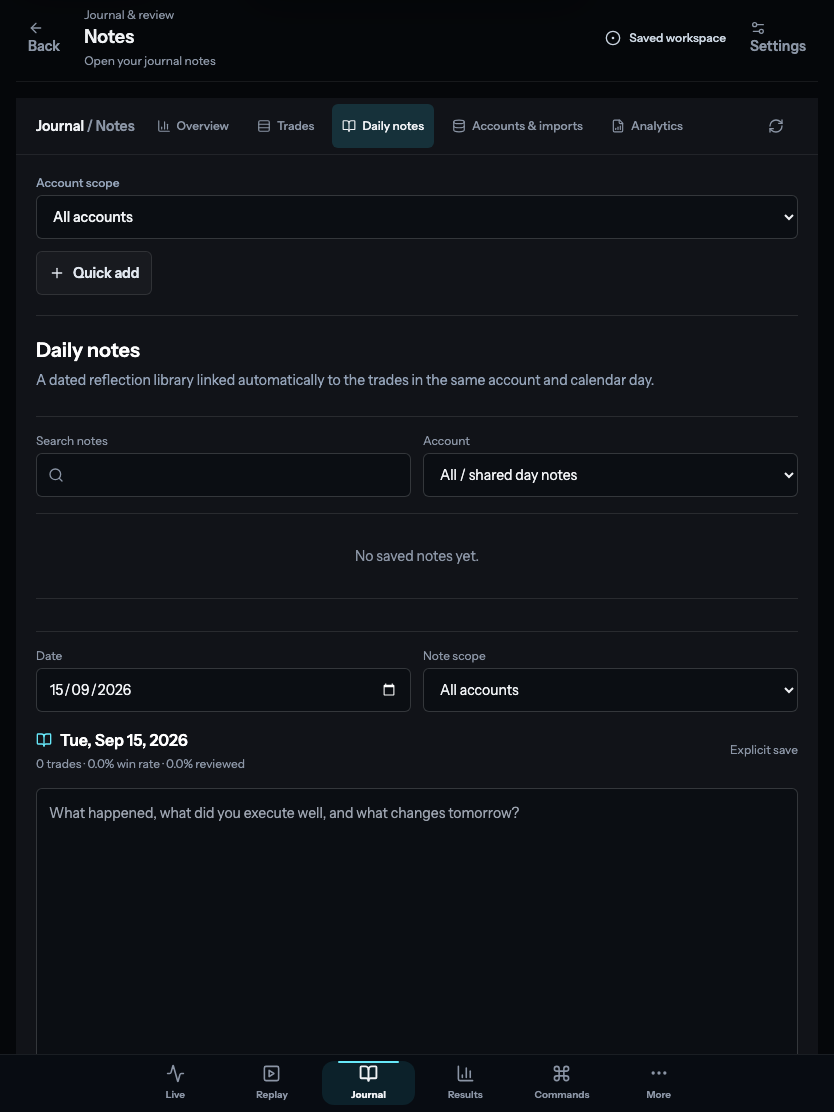 Journal & review
Back
Notes
Open your journal notes
Saved workspace
Settings
Journal / Notes
Overview
Trades
Daily notes
Accounts & imports
Analytics
Account scope
All accounts
Quick add
Daily notes
A dated reflection library linked automatically to the trades in the same account and calendar day.
Search notes
Account
All / shared day notes
No saved notes yet.
Date
Note scope
15/09/2026
All accounts
Tue, Sep 15, 2026
0 trades · 0.0% win rate · 0.0% reviewed
Explicit save
What happened, what did you execute well, and what changes tomorrow?
Live
Replay
Journal
Results
Commands
More